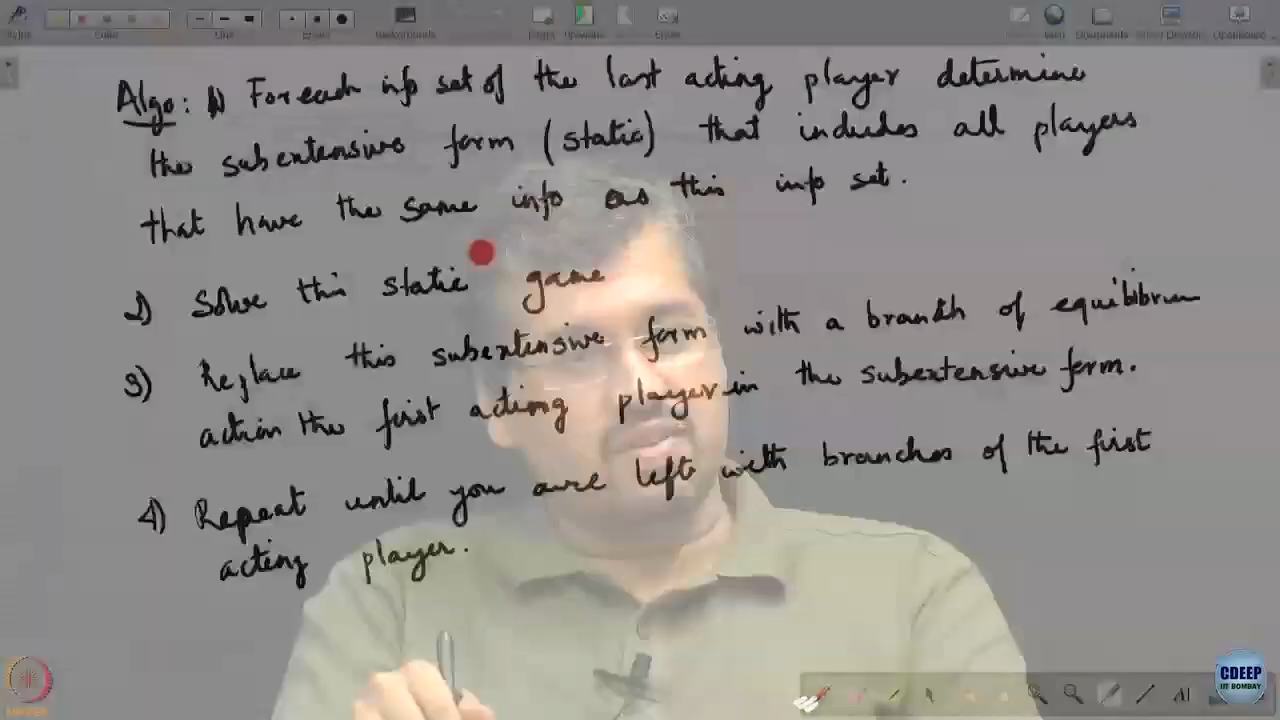 Algo: 1) For each info set of the last acting player determine
the subextensive form (static) that includes all players
that have the same info as this info set.
2) Solve this static game
3) Replace this subextensive form with a branch of equilibrium
action the first acting player in the subextensive form.
4) Repeat until you are left with branches of the first
acting player.
CDEEP
IIT BOMBAY